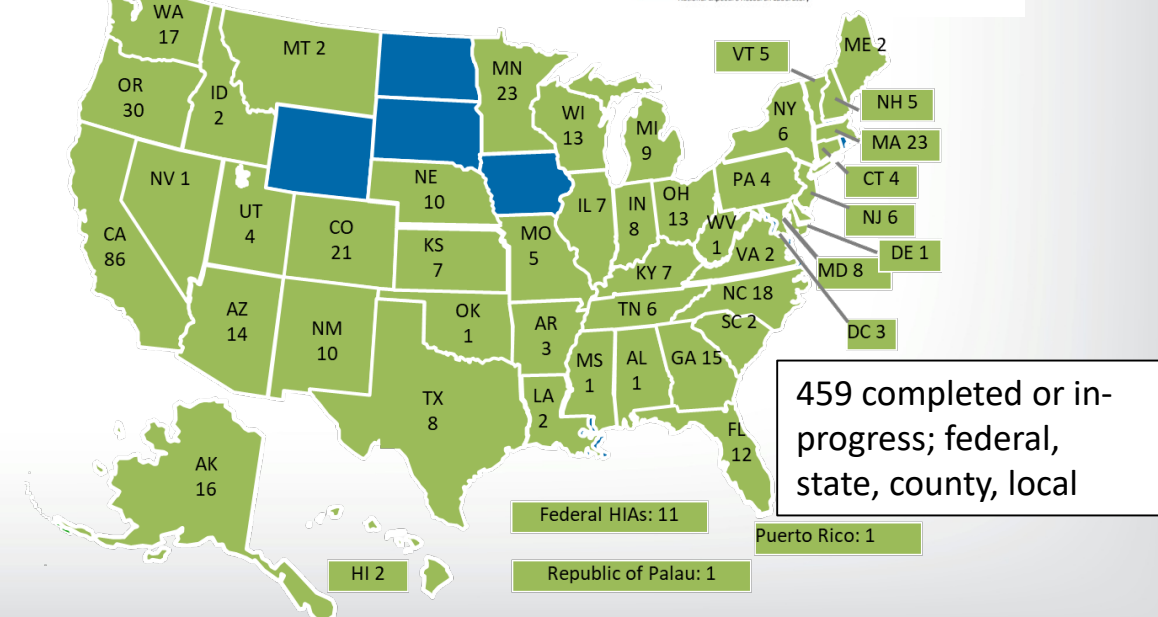 WA
17
MT 2
OR
30
ID
2
MN
23
WI
13
MI
9
VT 5
ME 2
NY
6
NH 5
MA 23
CT 4
NJ 6
DE 1
MD 8
DC 3
NV 1
UT
4
CA
86
CO
21
NE
10
KS
7
MO
5
IL 7
IN
8
OH
13
PA 4
WV
1
VA 2
KY 7
NC 18
TN 6
SC 2
AZ
14
NM
10
OK
1
AR
3
MS
1
AL
1
GA 15
TX
8
LA
2
FL
12
AK
16
HI 2
459 completed or in-
progress; federal,
state, county, local
Federal HIAs: 11
Puerto Rico: 1
Republic of Palau: 1